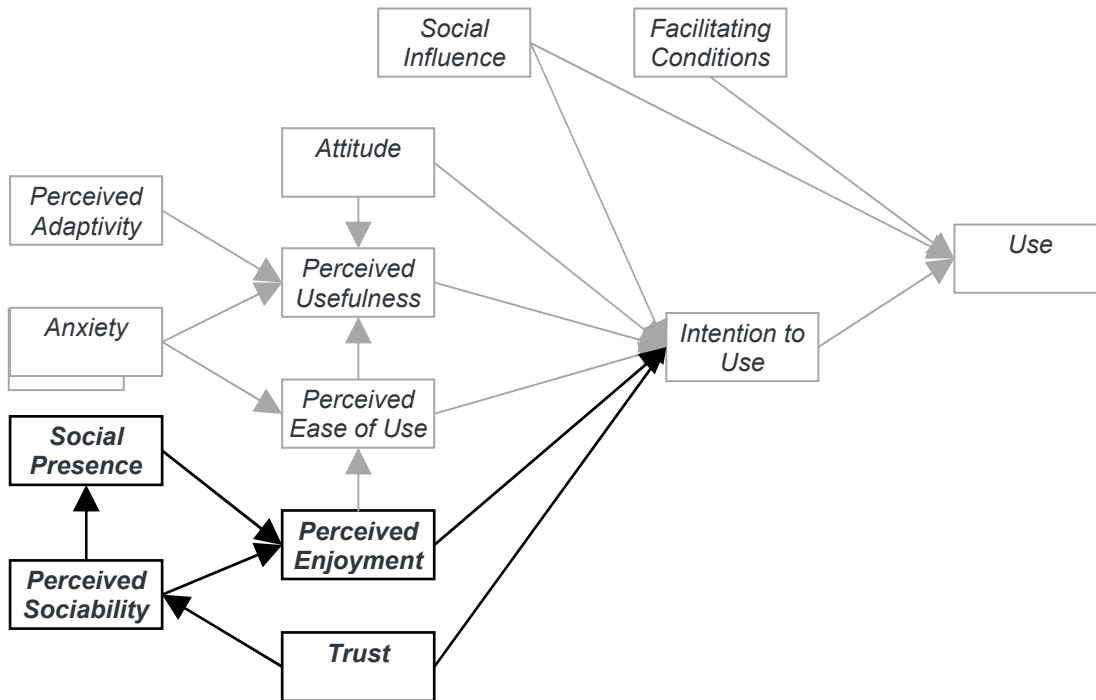 Social
Influence
Facilitating
Conditions
Attitude
Perceived
Adaptivity
Perceived
Usefulness
Use
Anxiety
Intention to
Use
Perceived
Ease of Use
Social
Presence
Perceived
Enjoyment
Perceived
Sociability
Trust